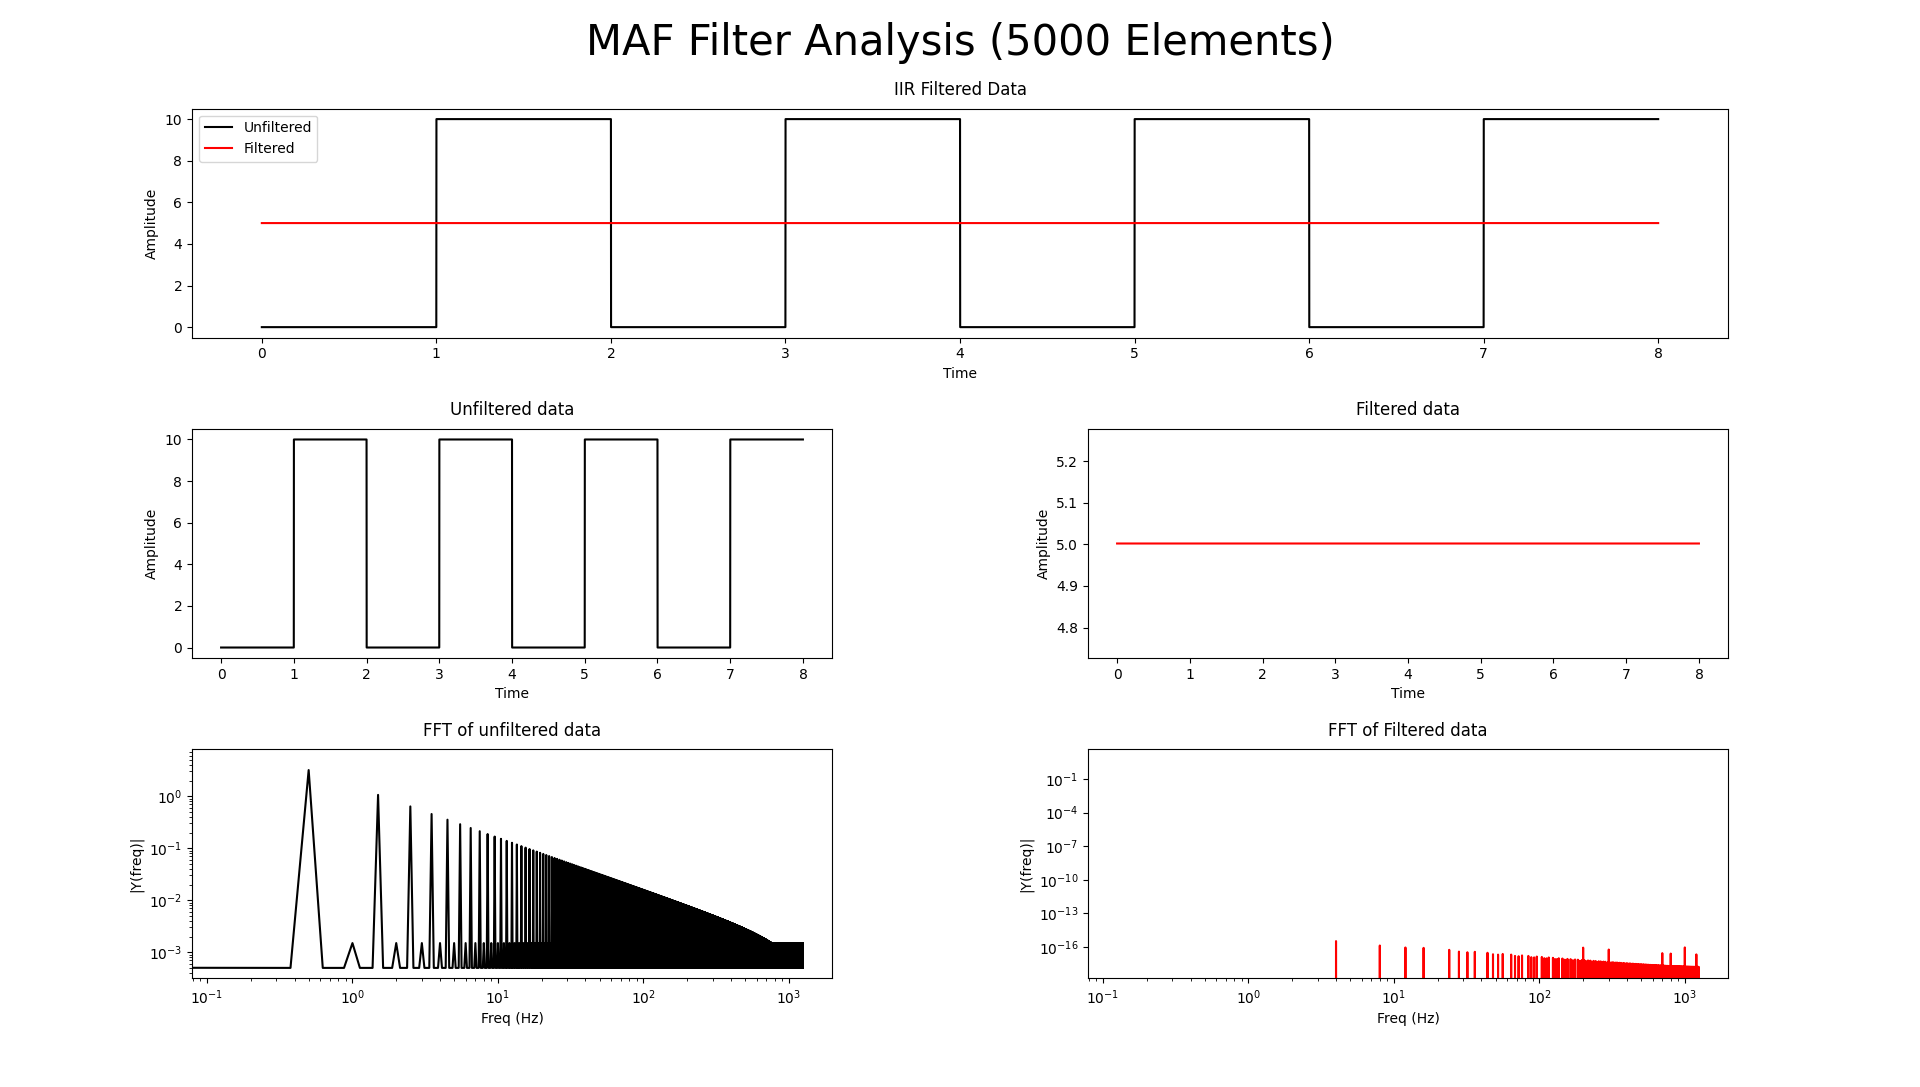 MAF Filter Analysis (5000 Elements)
IIR Filtered Data
Unfiltered
Filtered
Amplitude
10
8
6
4
2
0
0 1 2 3 4 5 6 7 8
Time
Unfiltered data
Amplitude
10
8
6
4
2
0
0 1 2 3 4 5 6 7 8
Time
Filtered data
Amplitude
5.2
5.1
5.0
4.9
4.8
0 1 2 3 4 5 6 7 8
Time
FFT of unfiltered data
|Y(freq)|
10⁰
10⁻¹
10⁻²
10⁻³
10⁻¹ 10⁰ 10¹ 10² 10³
Freq (Hz)
FFT of Filtered data
|Y(freq)|
10⁻¹
10⁻⁴
10⁻⁷
10⁻¹⁰
10⁻¹³
10⁻¹⁶
10⁻¹ 10⁰ 10¹ 10² 10³
Freq (Hz)